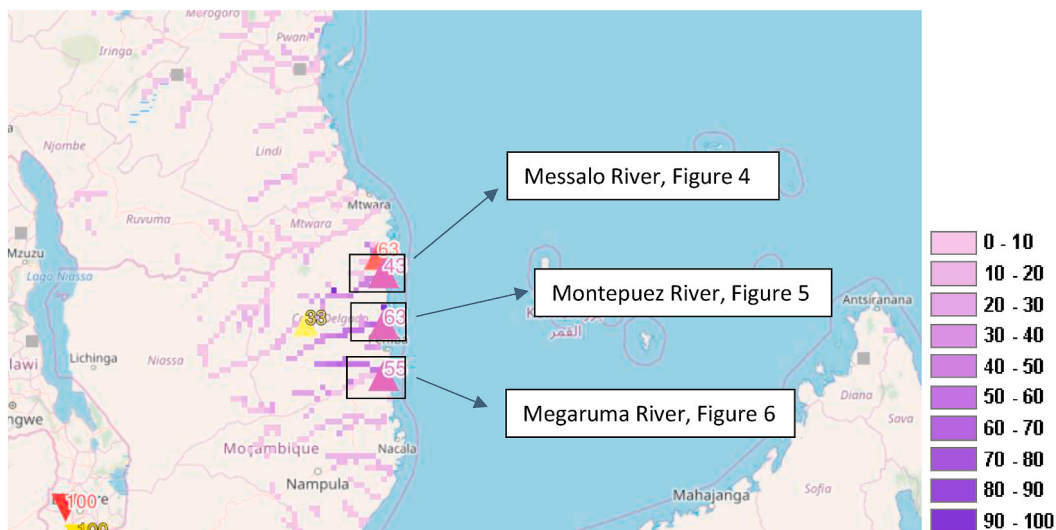 Morogoro
Pwani
Iringa
Njombe
Lindi
Ruvuma
Mtwara
Mtwara
Messalo River, Figure 4
Mzuzu
63
43
Lago Niassa
Montepuez River, Figure 5
63
33
Antsiranana
القمر
Lichinga
Niassa
55
Diana
Sava
Megaruma River, Figure 6
Moçambique
Nacala
Nampula
Mahajanga
Sofia
100
100
0 - 10
10 - 20
20 - 30
30 - 40
40 - 50
50 - 60
60 - 70
70 - 80
80 - 90
90 - 100